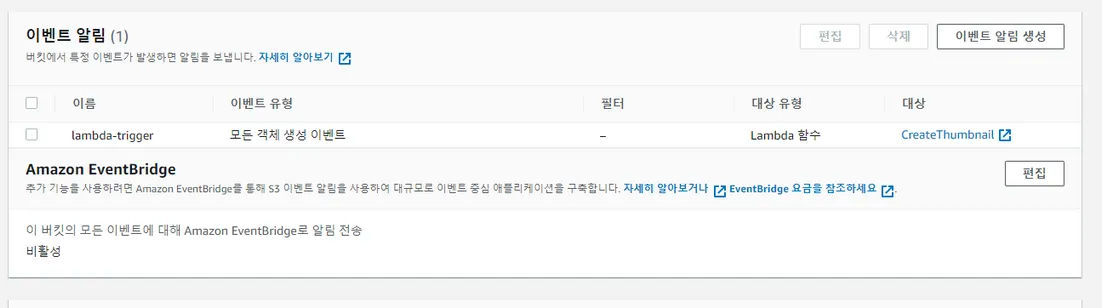 이벤트 알림 (1)
편집
삭제
이벤트 알림 생성
버킷에서 특정 이벤트가 발생하면 알림을 보냅니다. 자세히 알아보기
이름 이벤트 유형 필터 대상 유형 대상
lambda-trigger 모든 객체 생성 이벤트 – Lambda 함수 CreateThumbnail
Amazon EventBridge
편집
추가 기능을 사용하려면 Amazon EventBridge를 통해 S3 이벤트 알림을 사용하여 대규모로 이벤트 중심 애플리케이션을 구축합니다. 자세히 알아보거나 EventBridge 요금을 참조하세요.
이 버킷의 모든 이벤트에 대해 Amazon EventBridge로 알림 전송
비활성